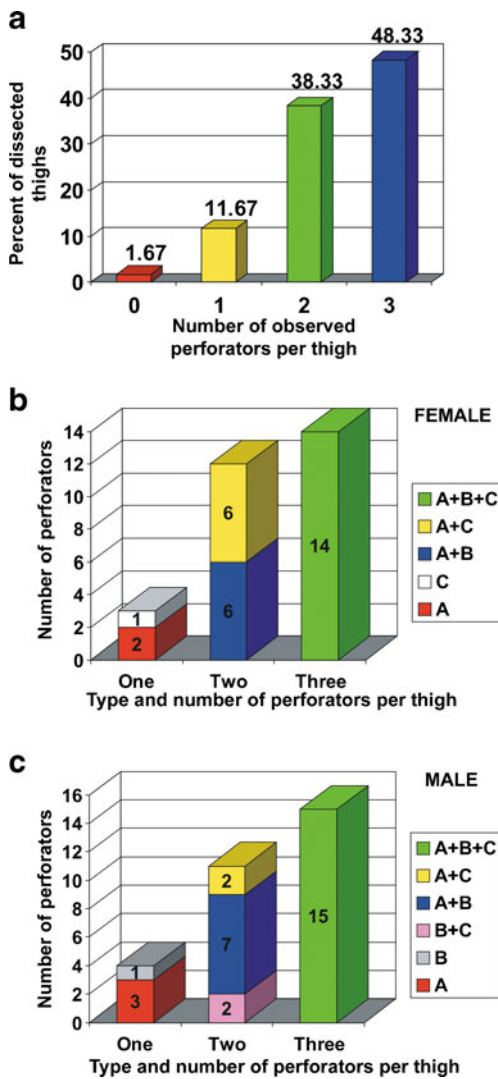 a
50
40
30
20
10
0
Percent of dissected
thighs
1.67
11.67
38.33
48.33
0 1 2 3
Number of observed
perforators per thigh
b
FEMALE
14
12
10
8
6
4
2
0
Number of perforators
1
2
6
6
14
One Two Three
Type and number of perforators per thigh
A+B+C
A+C
A+B
C
A
c
MALE
16
14
12
10
8
6
4
2
0
Number of perforators
1
3
2
7
2
15
One Two Three
Type and number of perforators per thigh
A+B+C
A+C
A+B
B+C
B
A